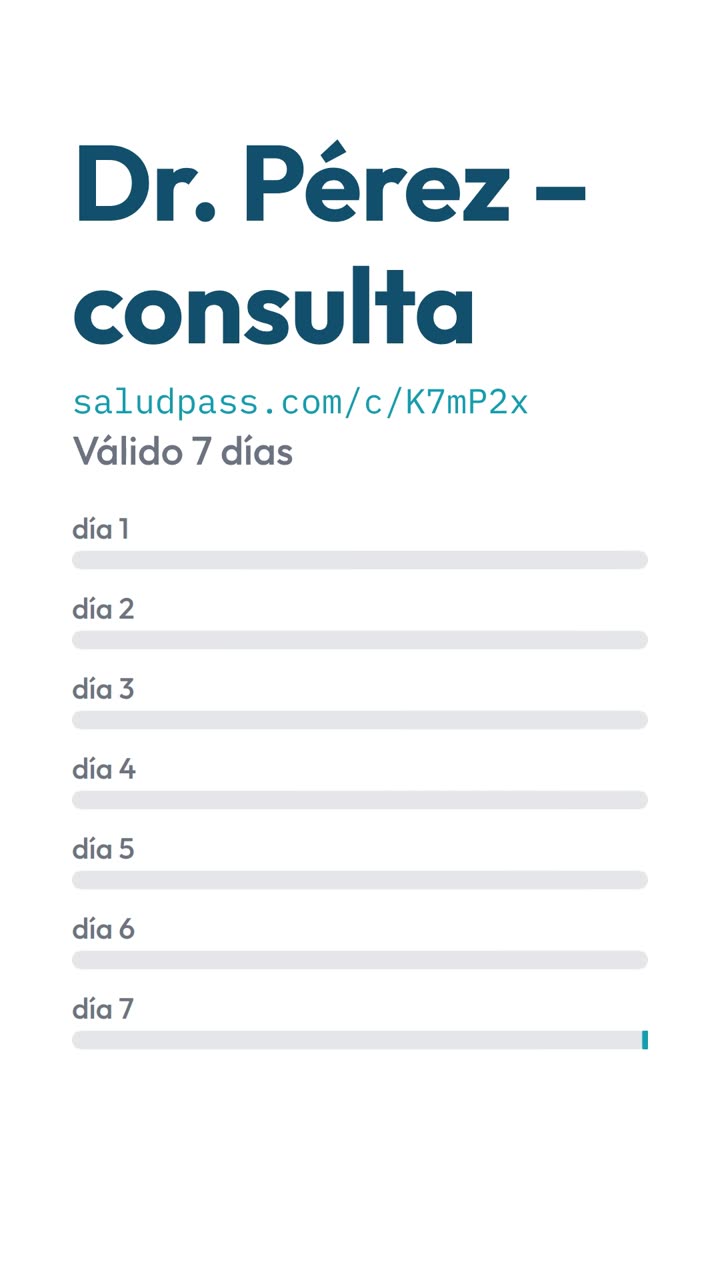 Dr. Pérez –
consulta
saludpass.com/c/K7mP2x
Válido 7 días
día 1
día 2
día 3
día 4
día 5
día 6
día 7